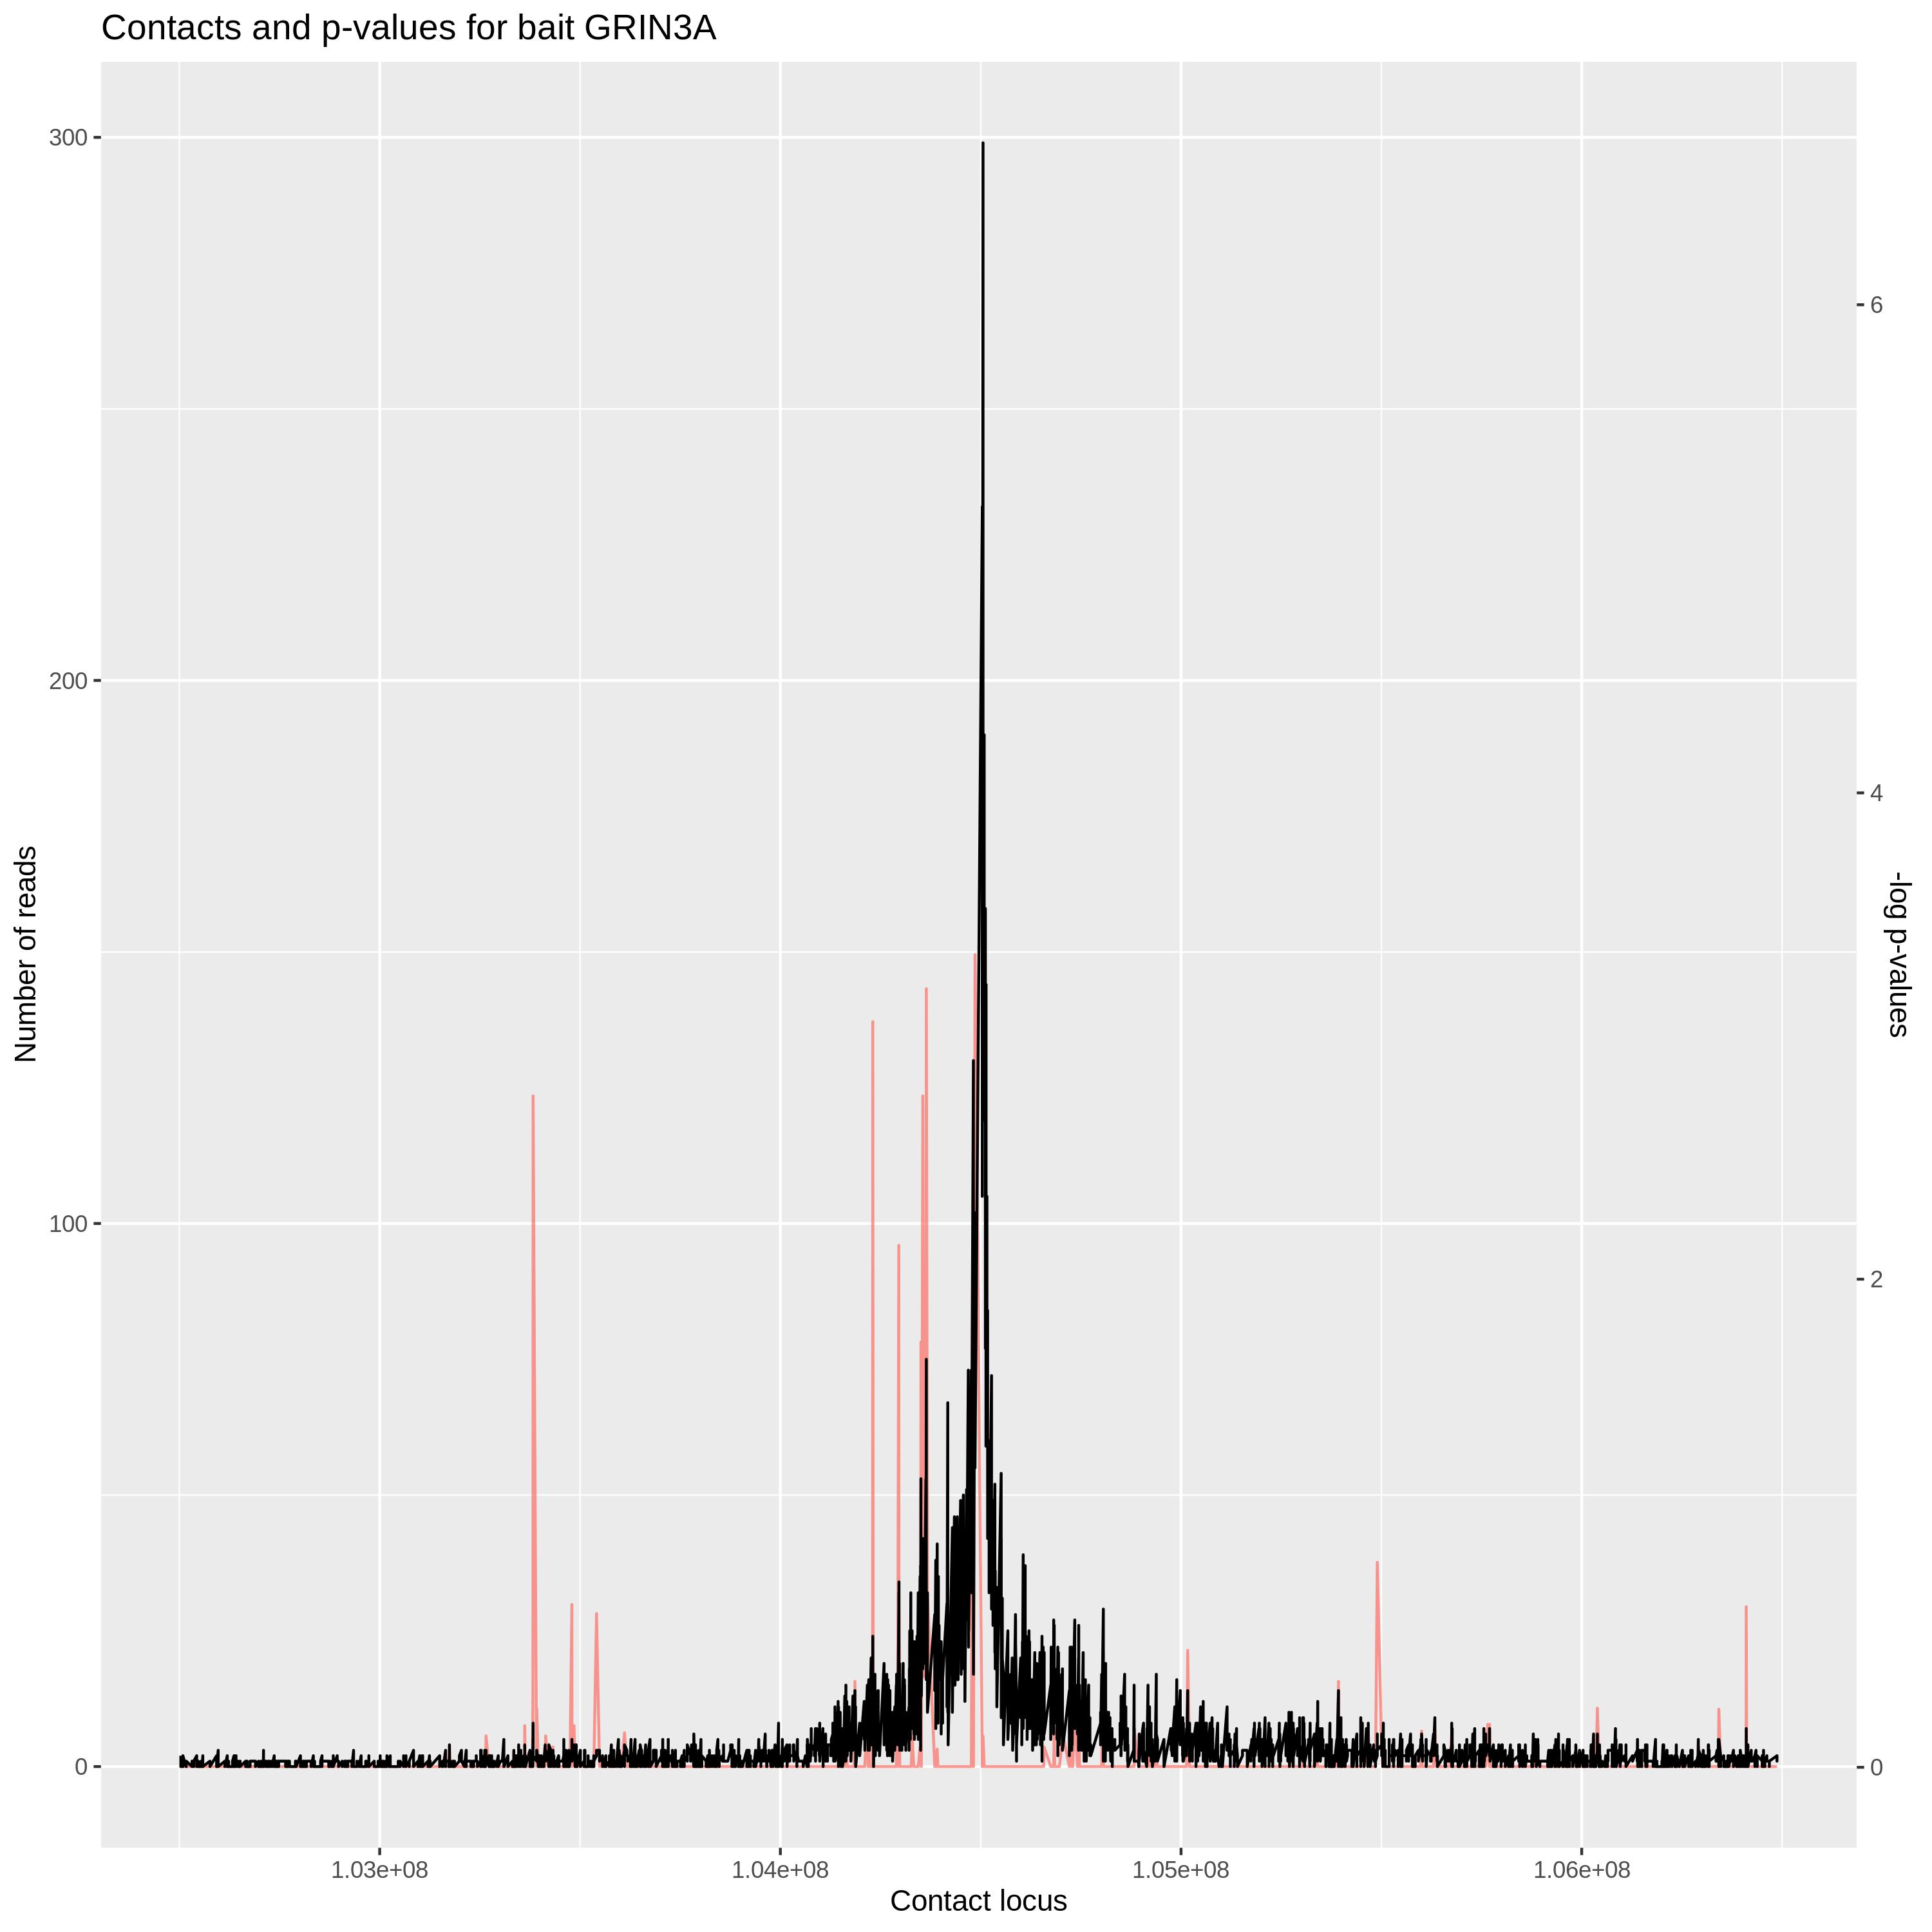 Contacts and p-values for bait GRIN3A
300
200
100
0
Number of reads
6
4
2
0
-log p-values
1.03e+08
1.04e+08
1.05e+08
1.06e+08
Contact locus